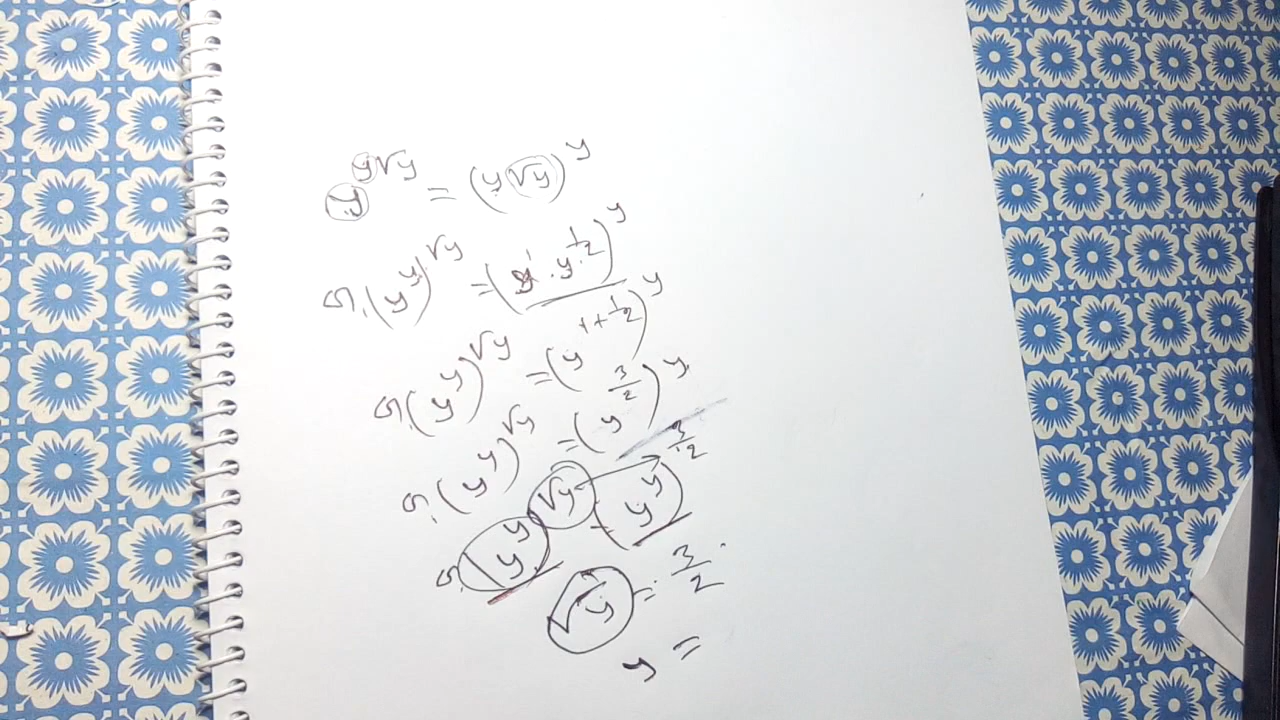 y^{y√y} = (y√y)^y
বা, (y^y)^{√y} = (y^1 · y^{1/2})^y
বা, (y^y)^{√y} = (y^{1+1/2})^y
বা, (y^y)^{√y} = (y^{3/2})^y
বা, (y^y)^{√y} = (y^y)^{3/2}
√y = 3/2
y =